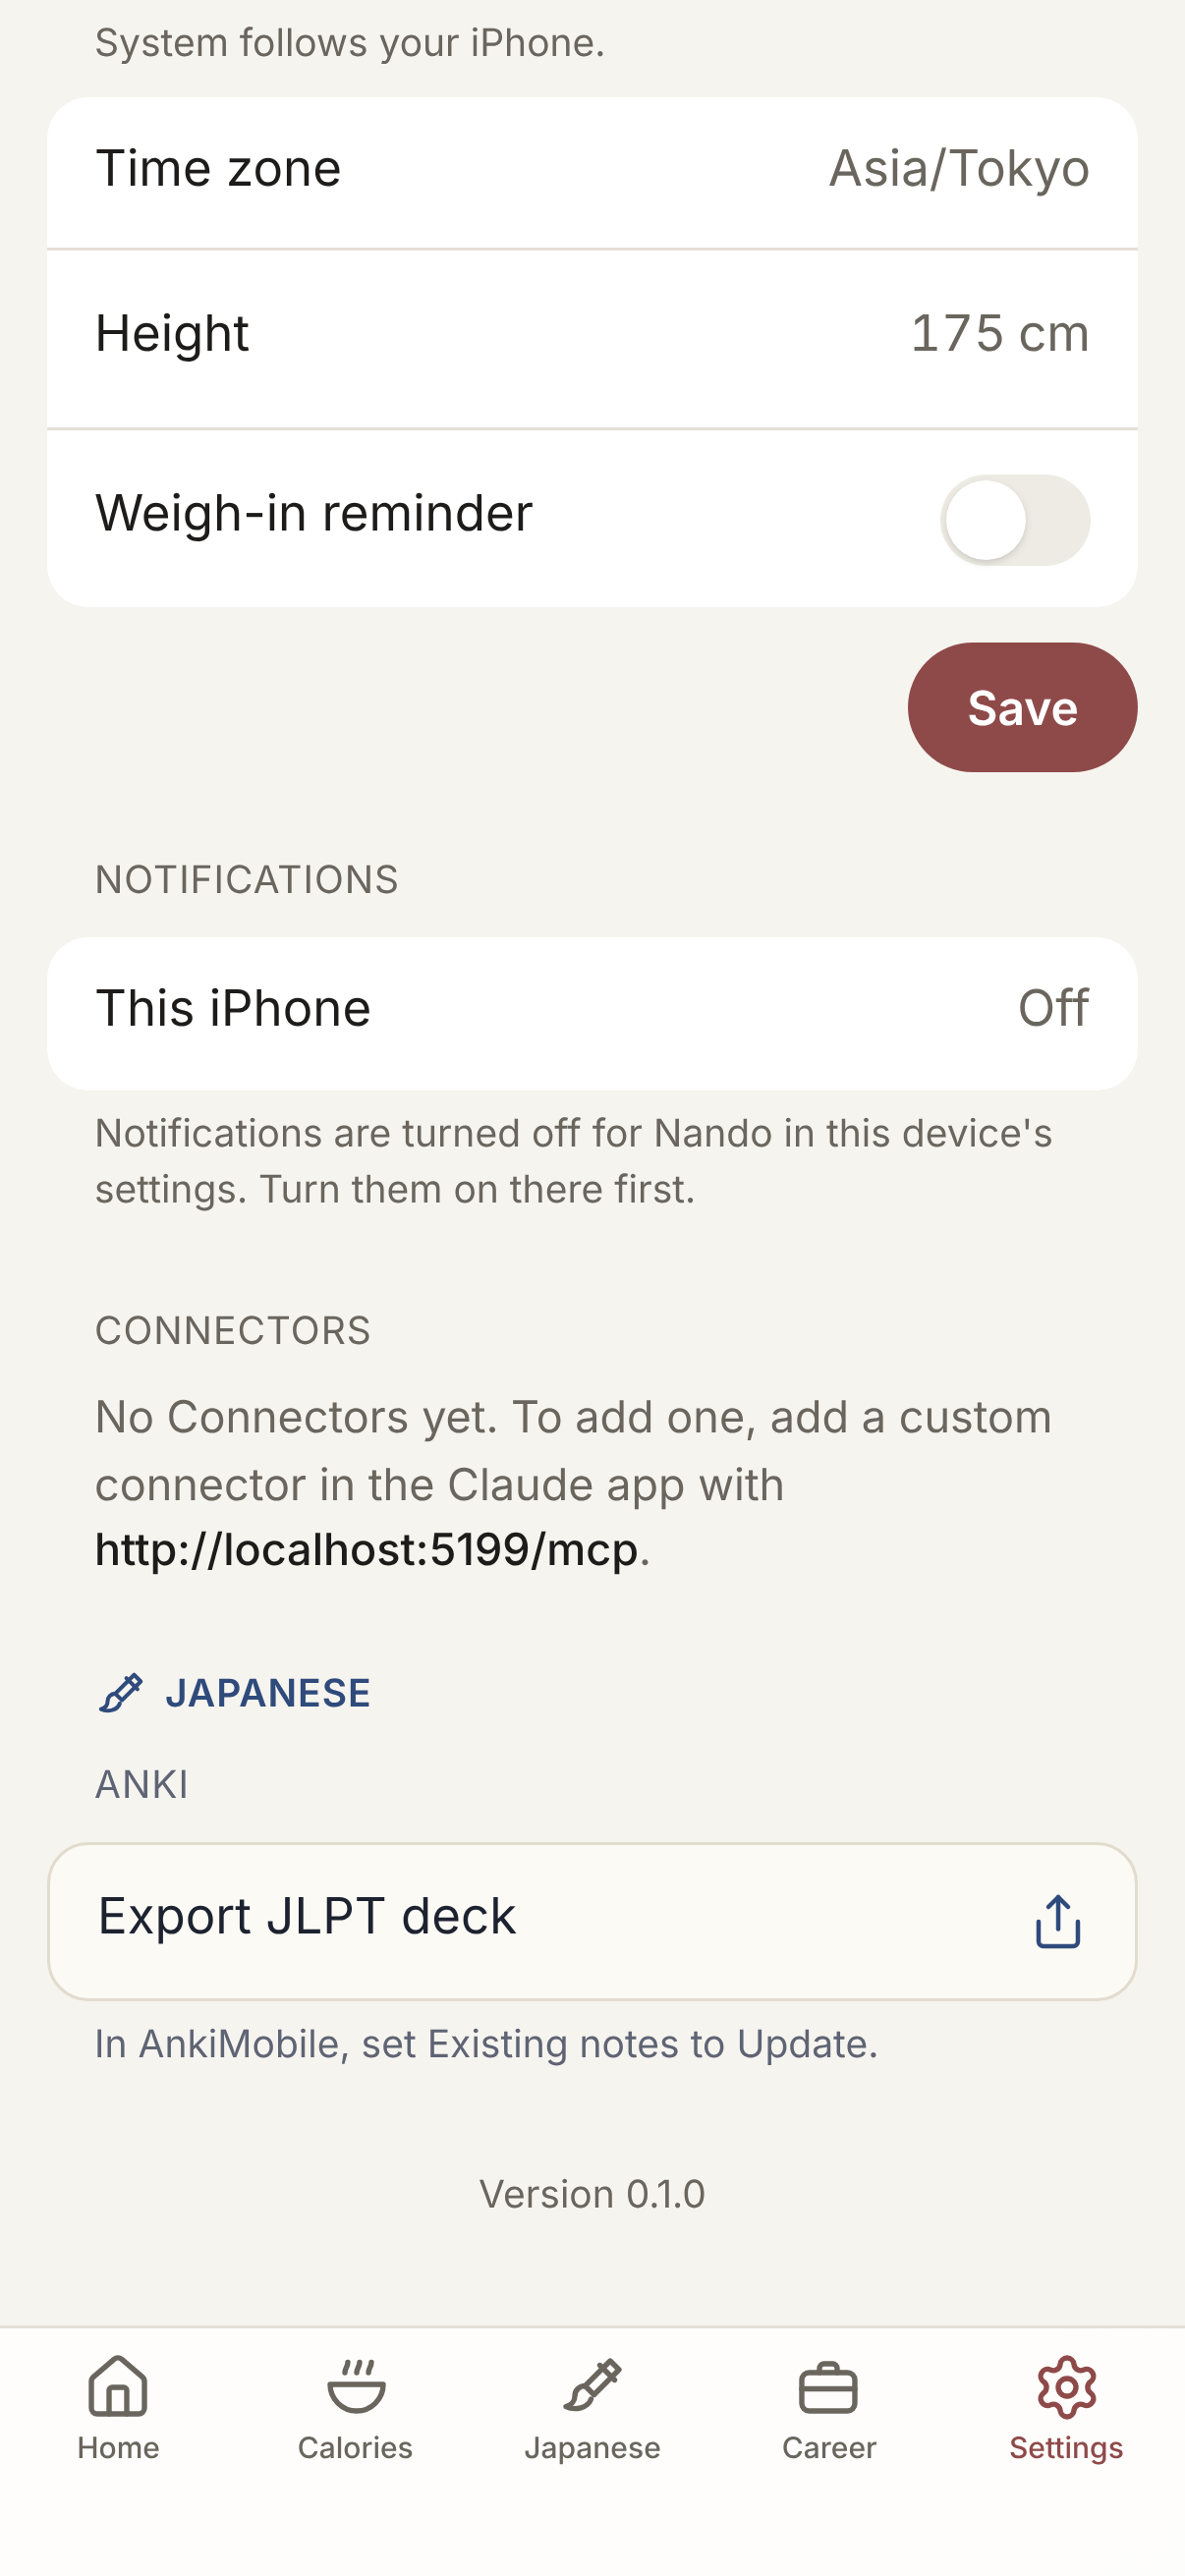 System follows your iPhone.
Time zone Asia/Tokyo
Height 175 cm
Weigh-in reminder
Save
NOTIFICATIONS
This iPhone Off
Notifications are turned off for Nando in this device's
settings. Turn them on there first.
CONNECTORS
No Connectors yet. To add one, add a custom
connector in the Claude app with
http://localhost:5199/mcp.
JAPANESE
ANKI
Export JLPT deck
In AnkiMobile, set Existing notes to Update.
Version 0.1.0
Home Calories Japanese Career Settings